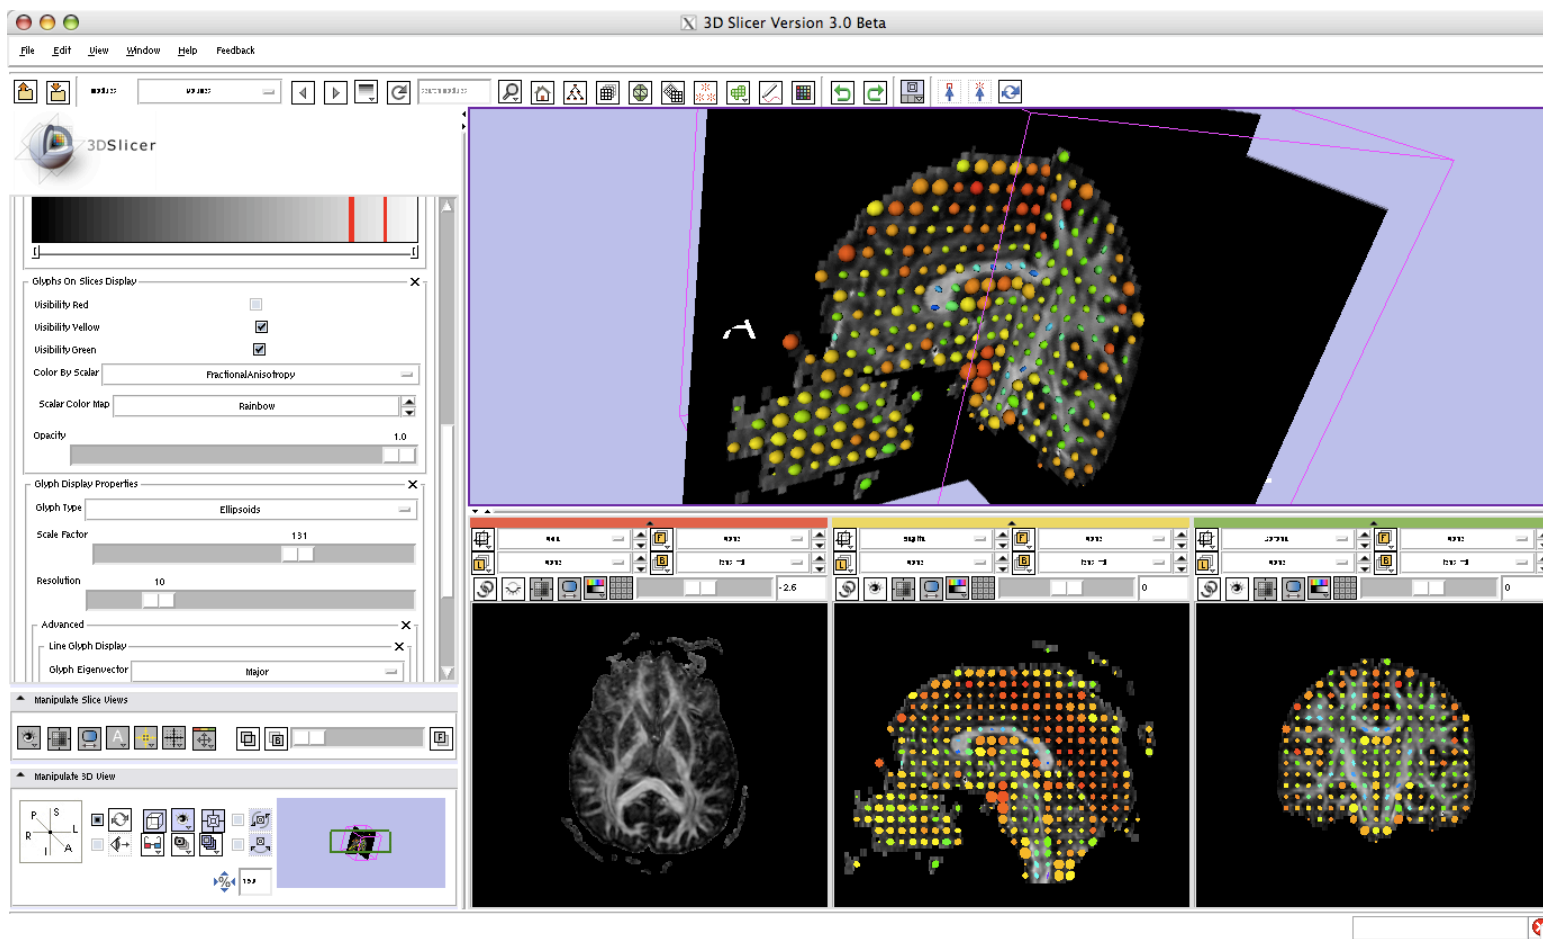 3D Slicer Version 3.0 Beta
File Edit View Window Help Feedback
3DSlicer
Glyphs On Slices Display
Visibility Red
Visibility Yellow
Visibility Green
Color By Scalar FractionalAnisotropy
Scalar Color Map Rainbow
Opacity 1.0
Glyph Display Properties
Glyph Type Ellipsoids
Scale Factor 131
Resolution 10
Advanced
Line Glyph Display
Glyph Eigenvector Major
Manipulate Slice Views
Manipulate 3D View
P S
R L
I A
A
F F F
L B L B L B
-2.6 0 0
A B F
%